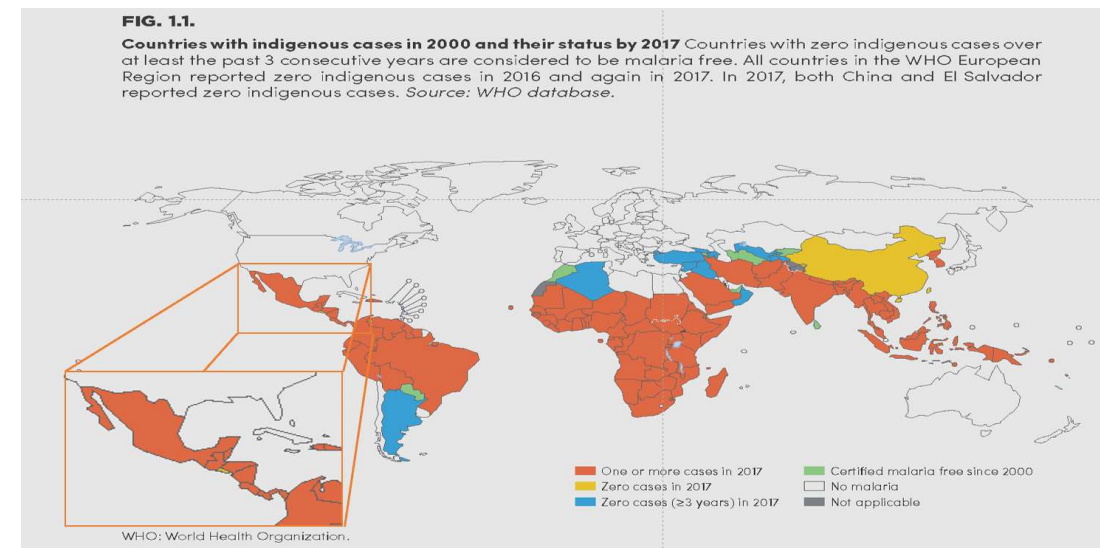 FIG. 1.1.
Countries with indigenous cases in 2000 and their status by 2017 Countries with zero indigenous cases over
at least the past 3 consecutive years are considered to be malaria free. All countries in the WHO European
Region reported zero indigenous cases in 2016 and again in 2017. In 2017, both China and El Salvador
reported zero indigenous cases. Source: WHO database.
One or more cases in 2017
Zero cases in 2017
Zero cases (≥3 years) in 2017
Certified malaria free since 2000
No malaria
Not applicable
WHO: World Health Organization.